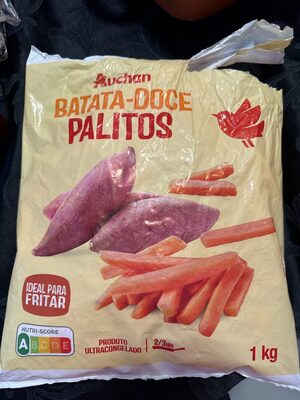 Auchan
BATATA-DOCE
PALITOS
IDEAL PARA
FRITAR
NUTRI-SCORE
A B C D E
PRODUTO
ULTRACONGELADO
2/3 MIN
1 kg